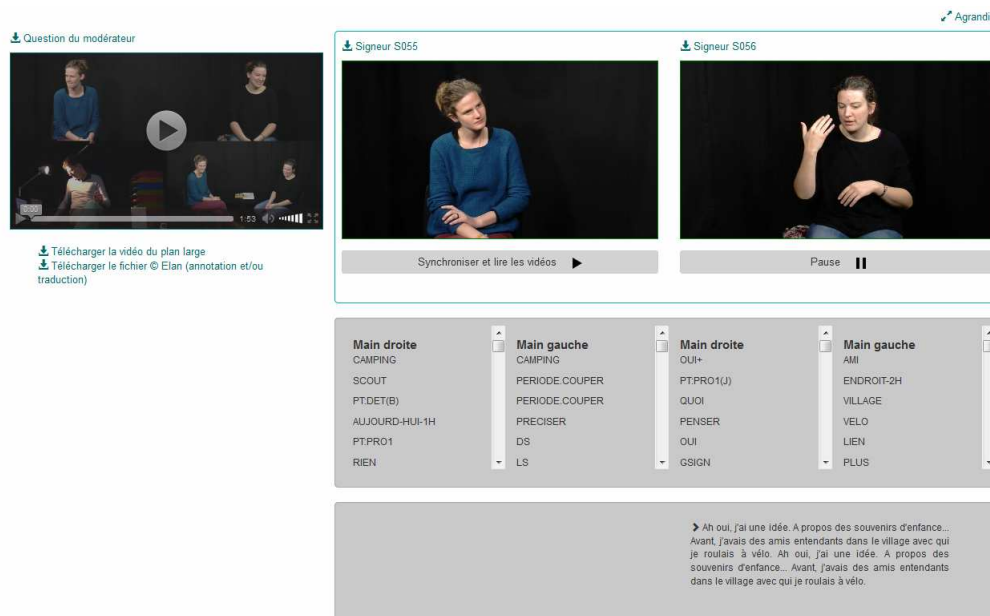 Agrandi
Question du modérateur
0:00
1:53
Télécharger la vidéo du plan large
Télécharger le fichier © Elan (annotation et/ou
traduction)
Signeur S055
Signeur S056
Synchroniser et lire les vidéos
Pause
Main droite
CAMPING
SCOUT
PT:DET(B)
AUJOURD-HUI-1H
PT:PRO1
RIEN
Main gauche
CAMPING
PERIODE.COUPER
PERIODE.COUPER
PRECISER
DS
LS
Main droite
OUI+
PT:PRO1(J)
QUOI
PENSER
OUI
GSIGN
Main gauche
AMI
ENDROIT-2H
VILLAGE
VELO
LIEN
PLUS
Ah oui, j'ai une idée. A propos des souvenirs d'enfance...
Avant, j'avais des amis entendants dans le village avec qui
je roulais à vélo. Ah oui, j'ai une idée. A propos des
souvenirs d'enfance... Avant, j'avais des amis entendants
dans le village avec qui je roulais à vélo.